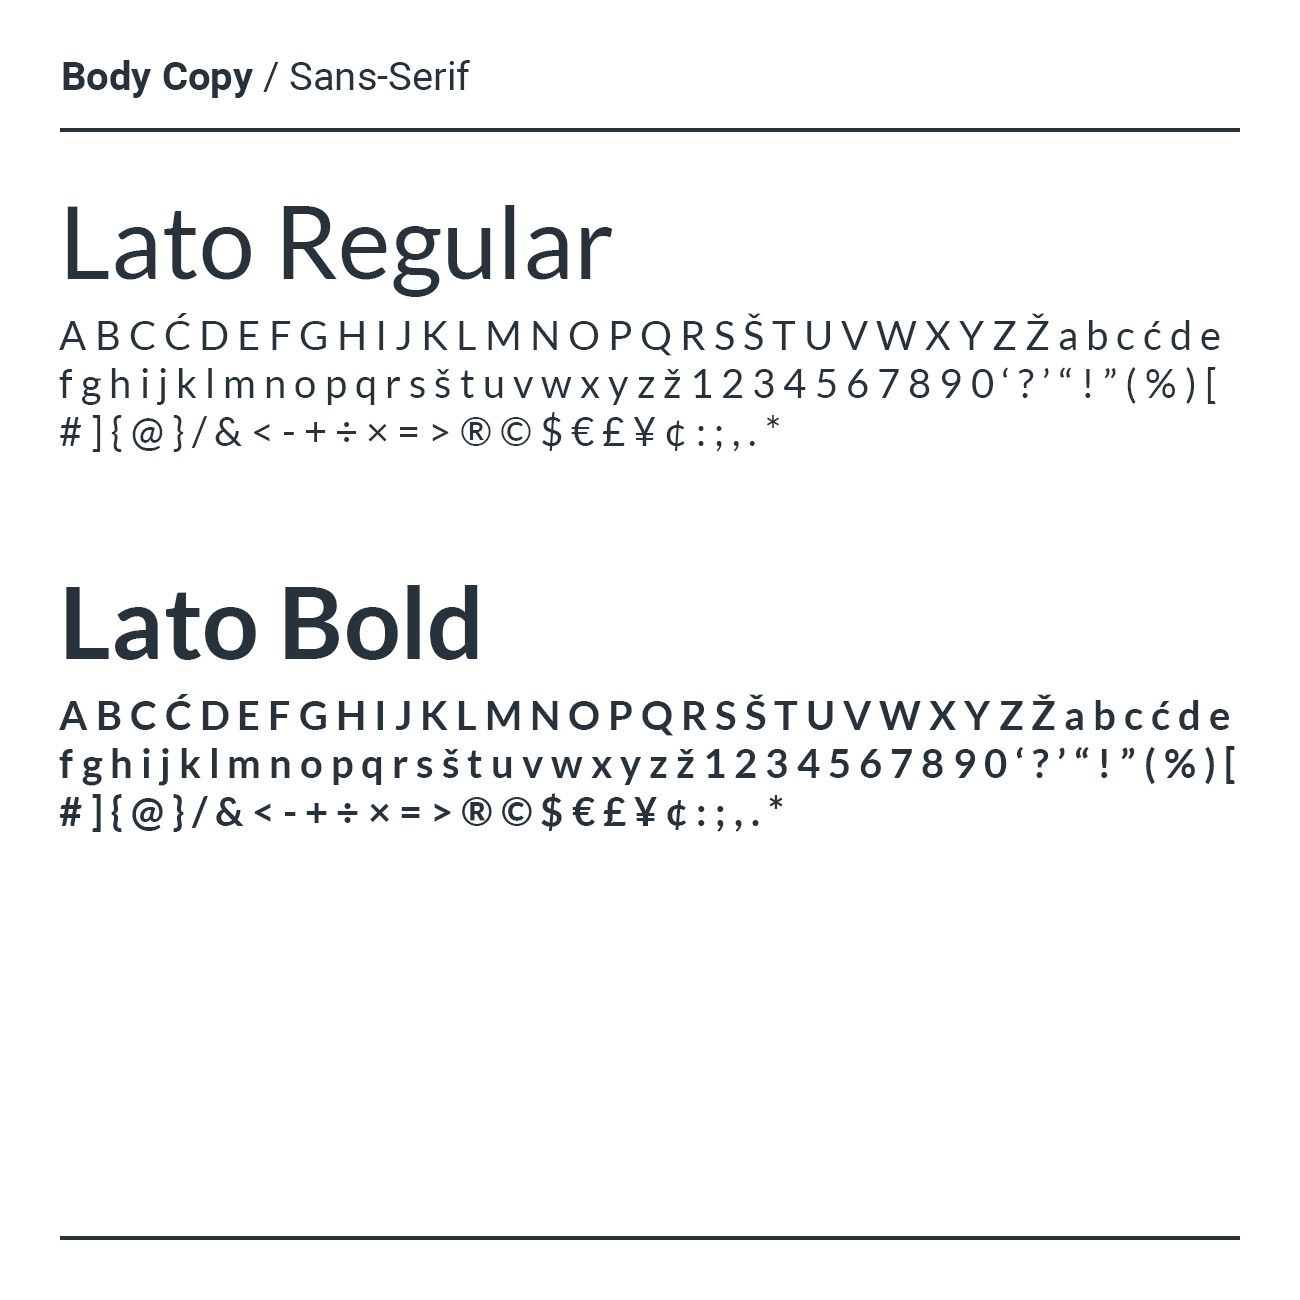 Body Copy / Sans-Serif
Lato Regular
A B C Ć D E F G H I J K L M N O P Q R S Š T U V W X Y Z Ž a b c ć d e
f g h i j k l m n o p q r s š t u v w x y z ž 1 2 3 4 5 6 7 8 9 0 ‘ ? ’ “ ! ” ( % ) [
# ] { @ } / & < - + ÷ × = > ® © $ € £ ¥ ¢ : ; , . *
Lato Bold
A B C Ć D E F G H I J K L M N O P Q R S Š T U V W X Y Z Ž a b c ć d e
f g h i j k l m n o p q r s š t u v w x y z ž 1 2 3 4 5 6 7 8 9 0 ‘ ? ’ “ ! ” ( % ) [
# ] { @ } / & < - + ÷ × = > ® © $ € £ ¥ ¢ : ; , . *